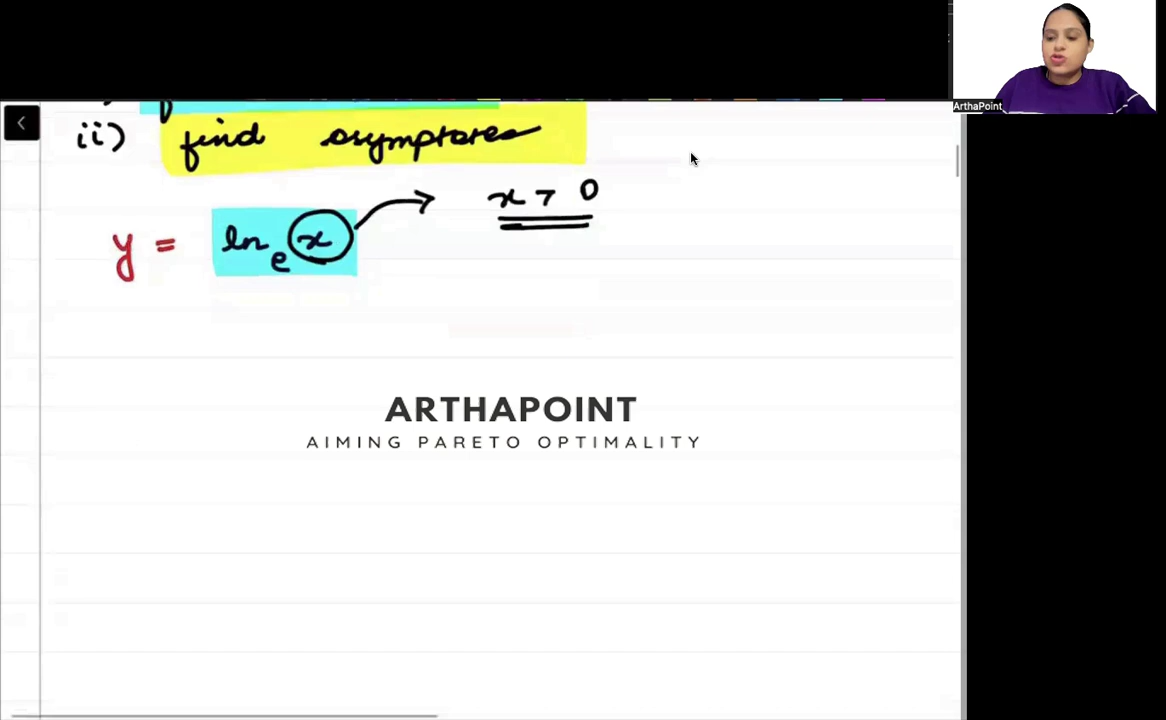 ii) find asymptotes
x > 0
y = ln e x
ARTHAPOINT
AIMING PARETO OPTIMALITY
ArthaPoint